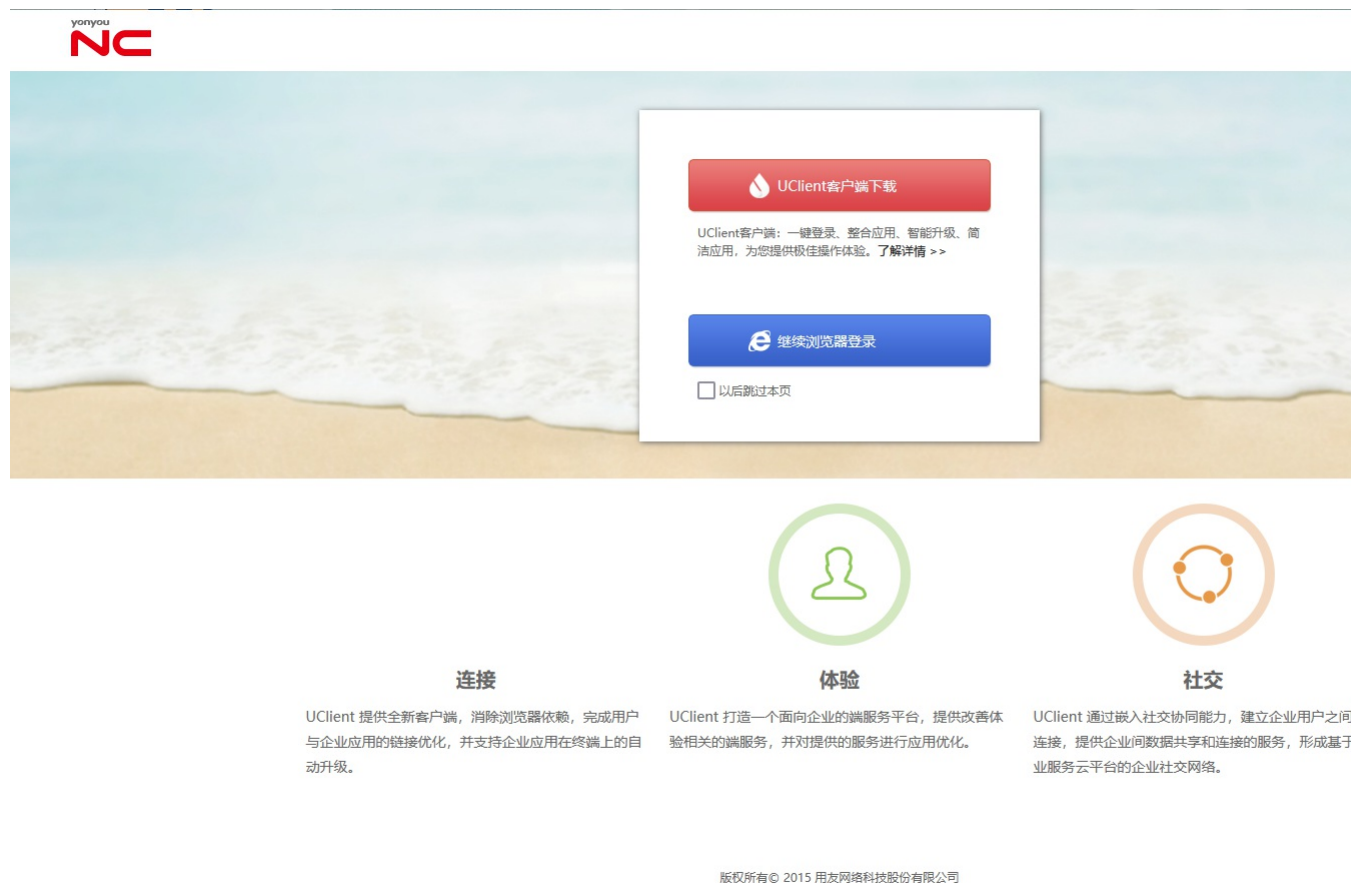 yonyou
NC
UClient客户端下载
UClient客户端：一键登录、整合应用、智能升级、简
洁应用，为您提供极佳操作体验。了解详情 >>
继续浏览器登录
以后跳过本页
连接
UClient 提供全新客户端，消除浏览器依赖，完成用户
与企业应用的链接优化，并支持企业应用在终端上的自
动升级。
体验
UClient 打造一个面向企业的端服务平台，提供改善体
验相关的端服务，并对提供的服务进行应用优化。
社交
UClient 通过嵌入社交协同能力，建立企业用户之间
连接，提供企业间数据共享和连接的服务，形成基于
业服务云平台的企业社交网络。
版权所有© 2015 用友网络科技股份有限公司